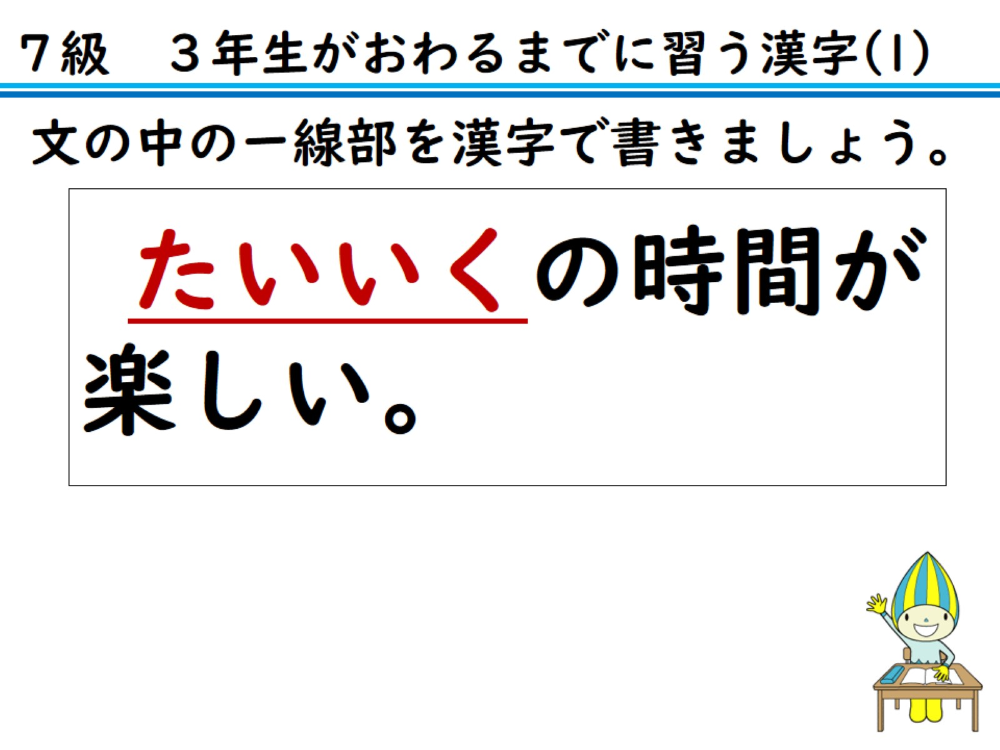 ７級　３年生がおわるまでに習う漢字(１)
文の中の一線部を漢字で書きましょう。
たいいくの時間が
楽しい。